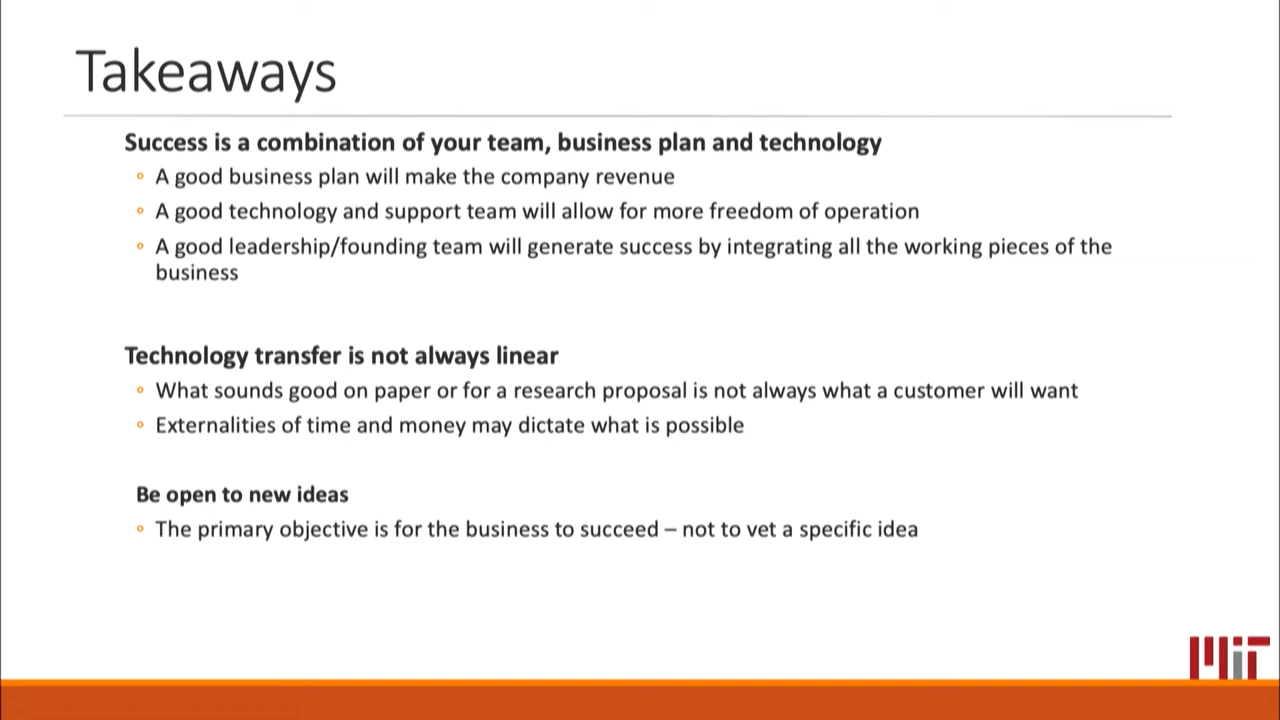 Takeaways
Success is a combination of your team, business plan and technology
A good business plan will make the company revenue
A good technology and support team will allow for more freedom of operation
A good leadership/founding team will generate success by integrating all the working pieces of the
business
Technology transfer is not always linear
What sounds good on paper or for a research proposal is not always what a customer will want
Externalities of time and money may dictate what is possible
Be open to new ideas
The primary objective is for the business to succeed – not to vet a specific idea
MIT